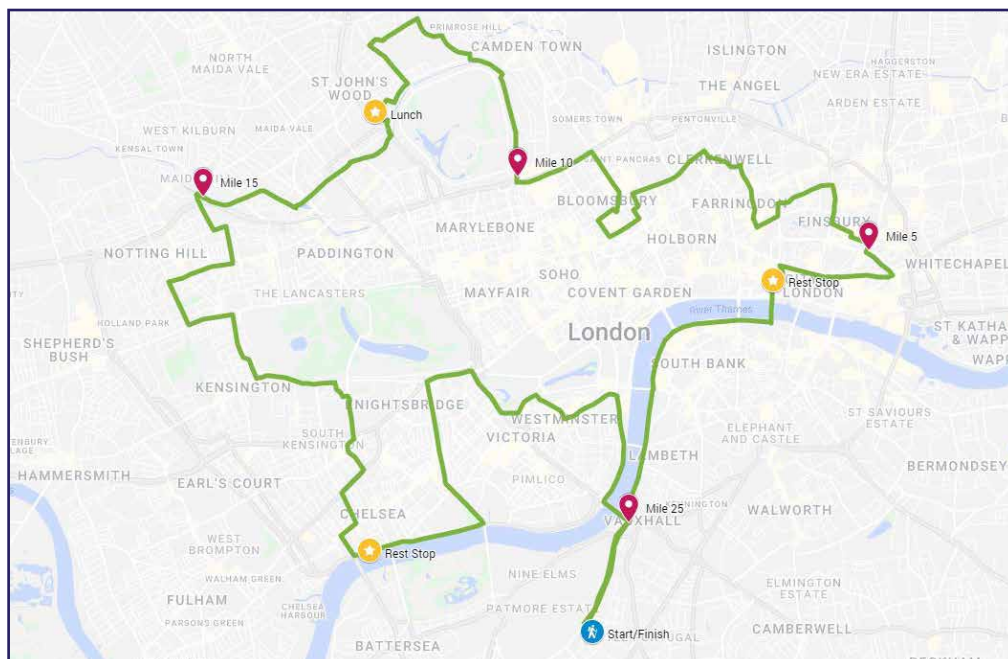 PRIMROSE HILL
CAMDEN TOWN
ISLINGTON
HAGGERSTON
NORTH
MAIDA VALE
ST JOHN'S
WOOD
THE ANGEL
NEW ERA ESTATE
ARDEN ESTATE
Lunch
SOMERS TOWN
PENTONVILLE
WEST KILBURN
MAIDA VALE
KENSAL TOWN
Mile 10
SAINT PANCRAS
CLERKENWELL
Mile 15
BLOOMSBURY
FARRINGDON
FINSBURY
MARYLEBONE
HOLBORN
Mile 5
NOTTING HILL
PADDINGTON
WHITECHAPEL
SOHO
Rest Stop
THE LANCASTERS
MAYFAIR
COVENT GARDEN
LONDON
River Thames
HOLLAND PARK
London
ST KATHA
& WAPP
SHEPHERD'S
BUSH
SOUTH BANK
WAP
KENSINGTON
KNIGHTSBRIDGE
WESTMINSTER
ST SAVIOURS
ESTATE
ELEPHANT
AND CASTLE
SOUTH
KENSINGTON
VICTORIA
LAMBETH
BERMONDSEY
HAMMERSMITH
EARL'S COURT
PIMLICO
KENNINGTON
Mile 25
WALWORTH
CHELSEA
VAUXHALL
WEST
BROMPTON
Rest Stop
NINE ELMS
WALHAM GREEN
ELMINGTON
ESTATE
FULHAM
CHELSEA
HARBOUR
PATMORE ESTATE
PARSONS GREEN
CAMBERWELL
Start/Finish
BATTERSEA